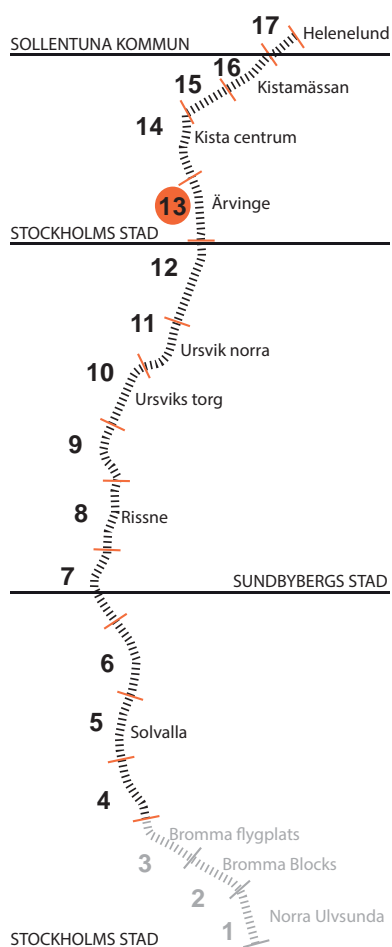 17 Helenelund
SOLLENTUNA KOMMUN
16
Kistamässan
15
14
Kista centrum
13 Ärvinge
STOCKHOLMS STAD
12
11
Ursvik norra
10
Ursviks torg
9
8 Rissne
7
SUNDBYBERGS STAD
6
5 Solvalla
4
Bromma flygplats
3
Bromma Blocks
2
Norra Ulvsunda
1
STOCKHOLMS STAD